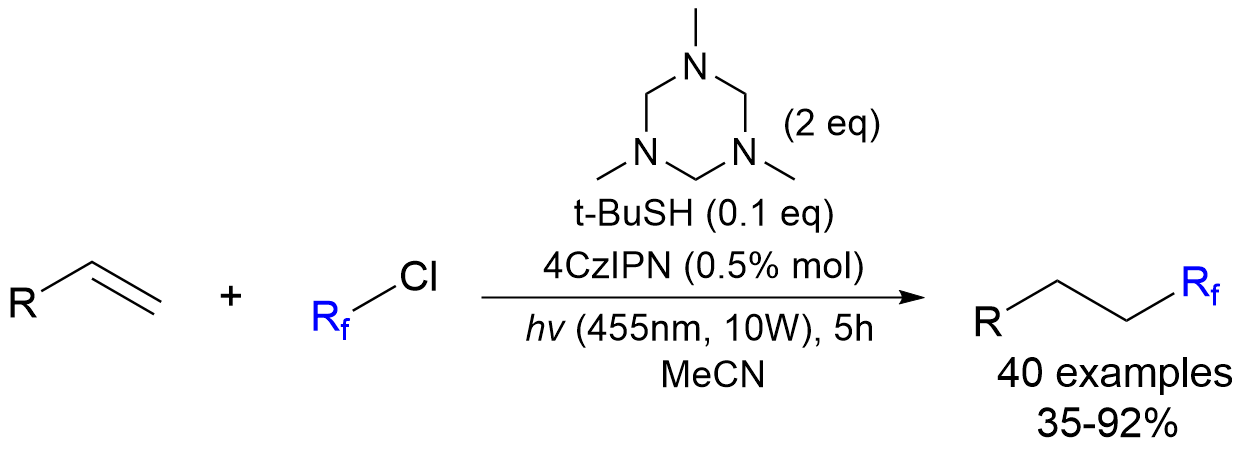 N
(2 eq)
N
N
t-BuSH (0.1 eq)
4CzIPN (0.5% mol)
R
+
Rf
Cl
hν (455nm, 10W), 5h
MeCN
R
Rf
40 examples
35-92%